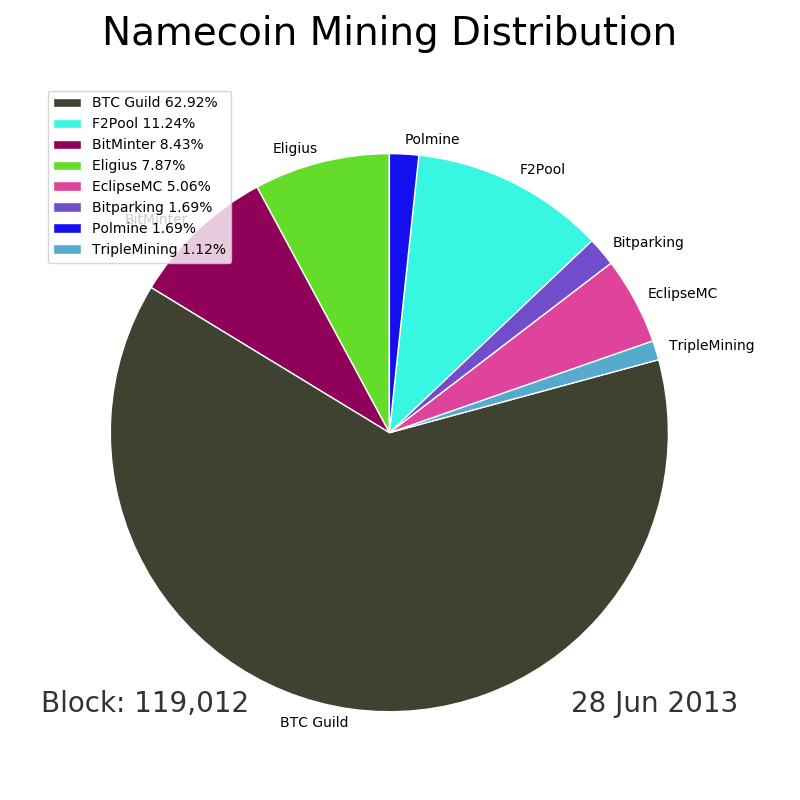 Namecoin Mining Distribution
BTC Guild 62.92%
F2Pool 11.24%
BitMinter 8.43%
Eligius 7.87%
EclipseMC 5.06%
Bitparking 1.69%
Polmine 1.69%
TripleMining 1.12%
Polmine
Eligius
F2Pool
BitMinter
Bitparking
EclipseMC
TripleMining
Block: 119,012
28 Jun 2013
BTC Guild